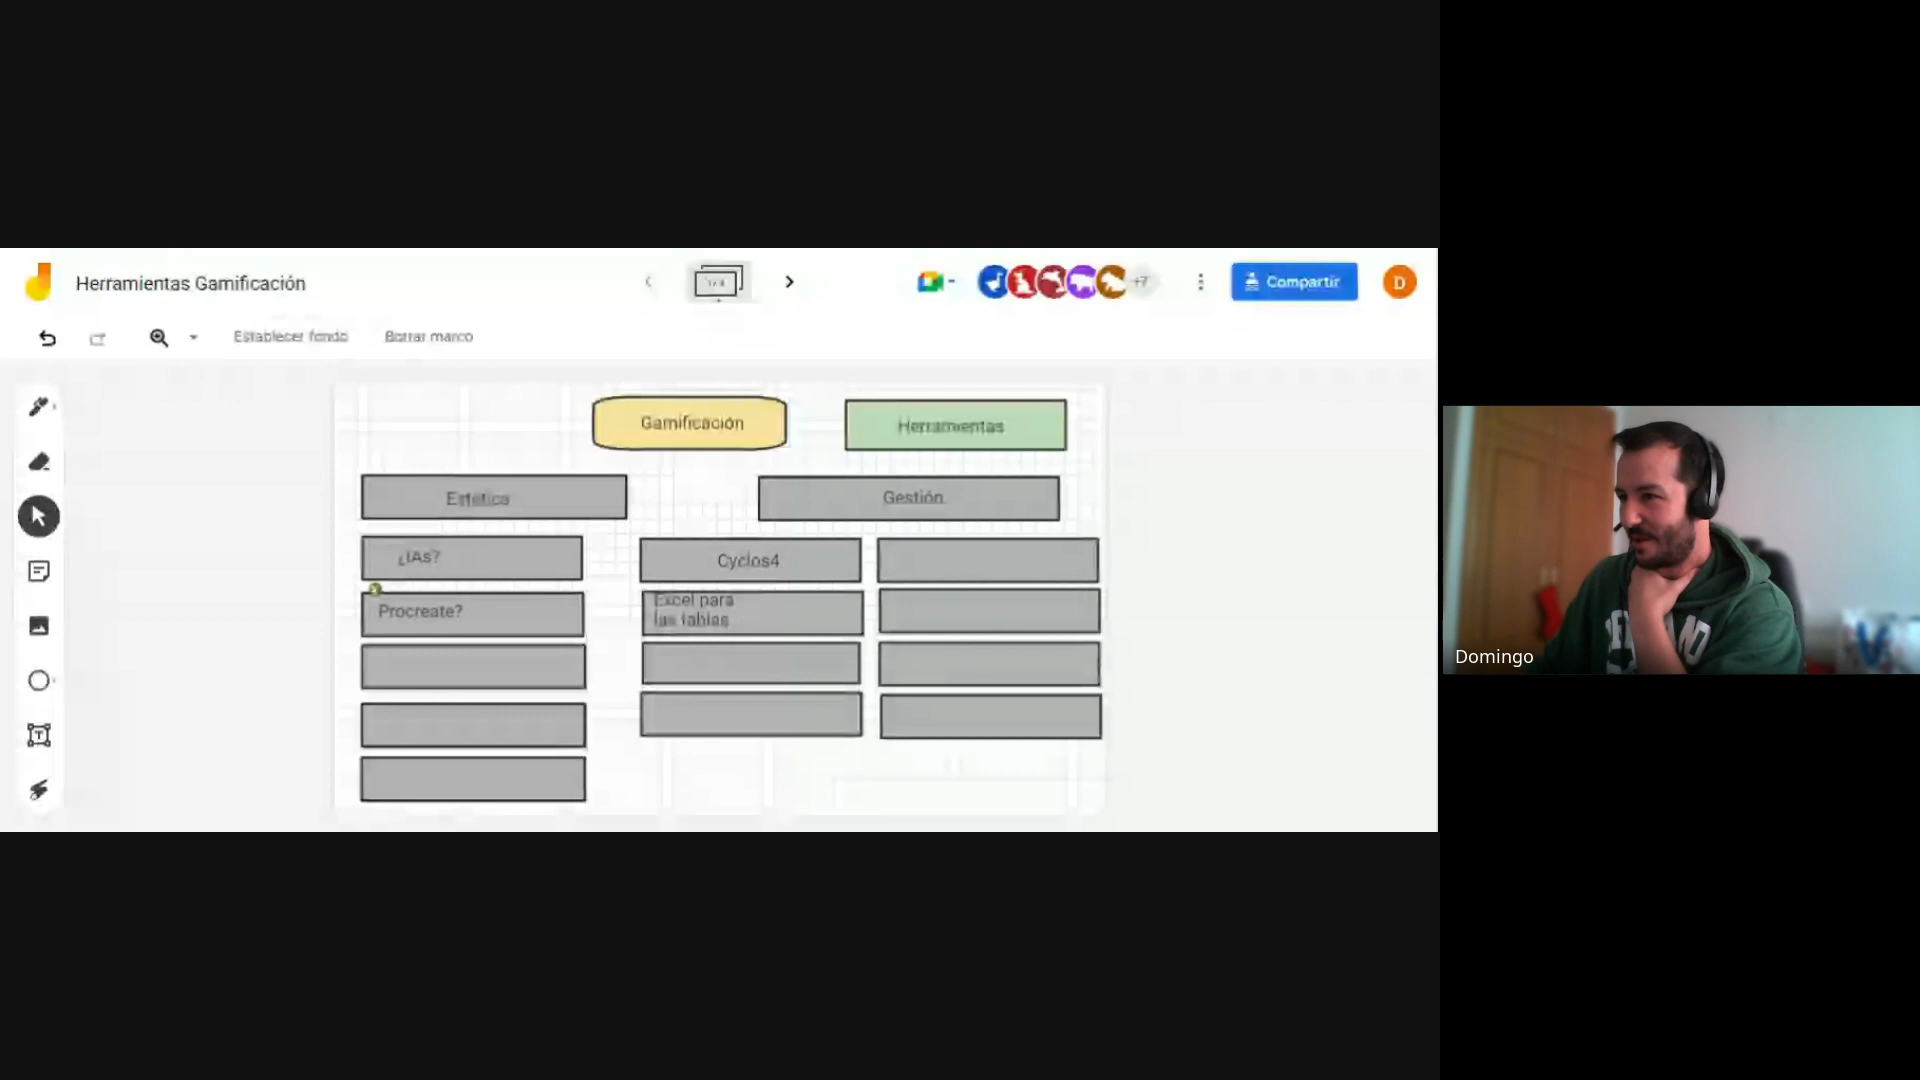 Herramientas Gamificación
+7
Compartir
D
Establecer fondo
Borrar marco
Gamificación
Herramientas
Estética
Gestión
¿IAs?
Procreate?
Cyclos4
Excel para
las tablas
Domingo